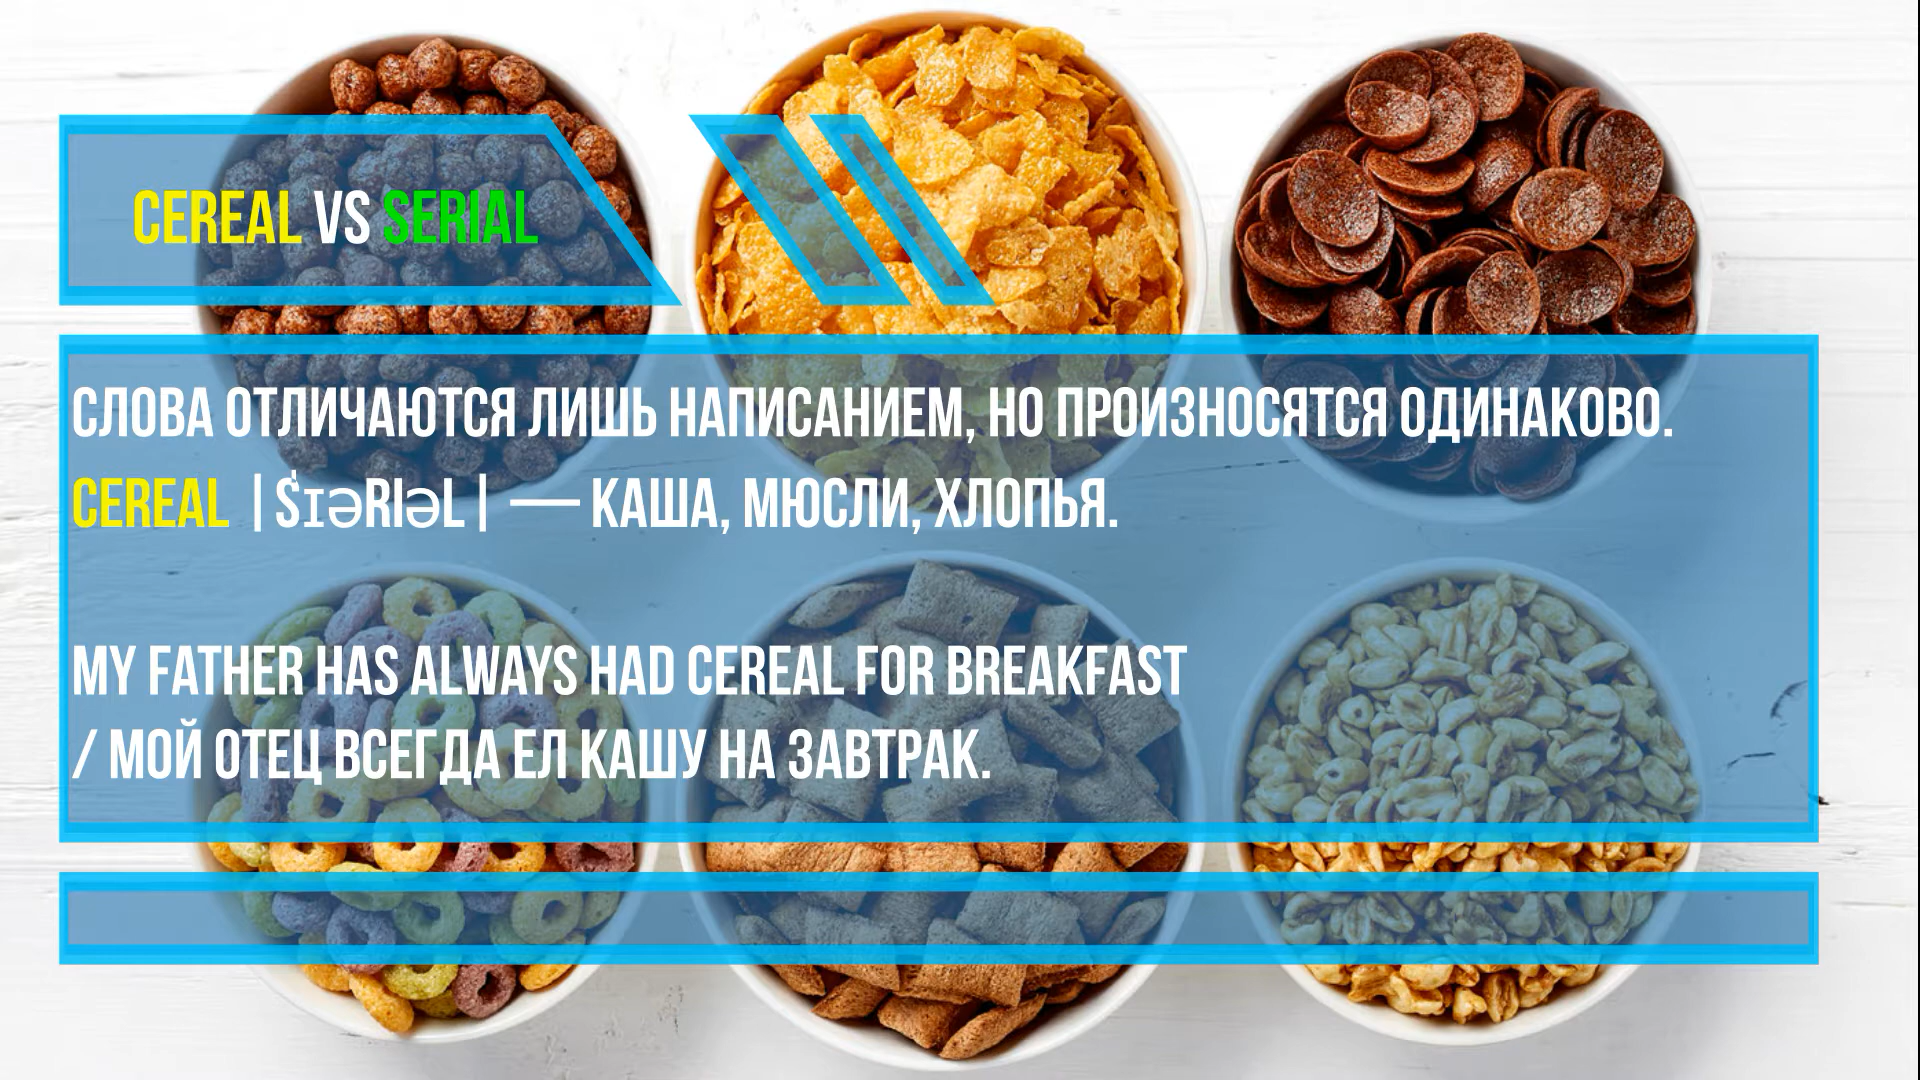 CEREAL VS SERIAL
СЛОВА ОТЛИЧАЮТСЯ ЛИШЬ НАПИСАНИЕМ, НО ПРОИЗНОСЯТСЯ ОДИНАКОВО.
CEREAL |ˈSɪəRIəL| — КАША, МЮСЛИ, ХЛОПЬЯ.
MY FATHER HAS ALWAYS HAD CEREAL FOR BREAKFAST
/ МОЙ ОТЕЦ ВСЕГДА ЕЛ КАШУ НА ЗАВТРАК.